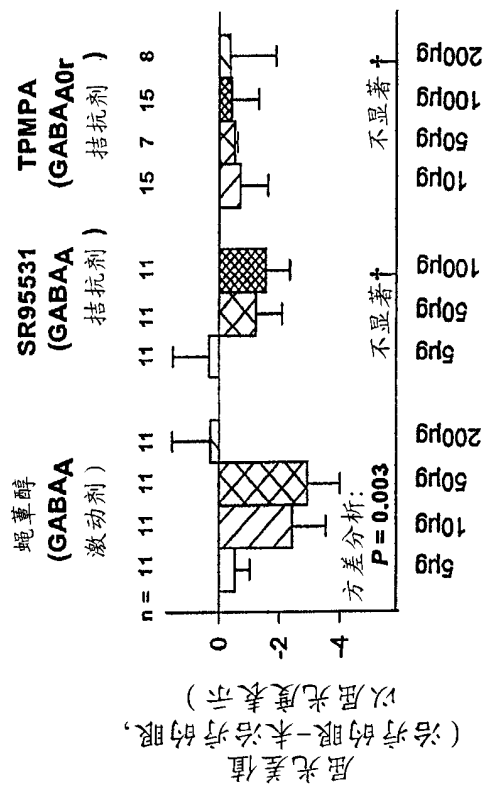 蝇蕈醇
(GABAA
激动剂)
SR95531
(GABAA
拮抗剂)
TPMPA
(GABAA0r
拮抗剂)
n = 11 11 11 11 11 11 11 15 7 15 8
屈光差值
(治疗的眼-未治疗的眼,
以屈光度表示)
0
-2
-4
方差分析:
P = 0.003
不显著
不显著
5µg 10µg 50µg 200µg 5µg 50µg 100µg 10µg 50µg 100µg 200µg